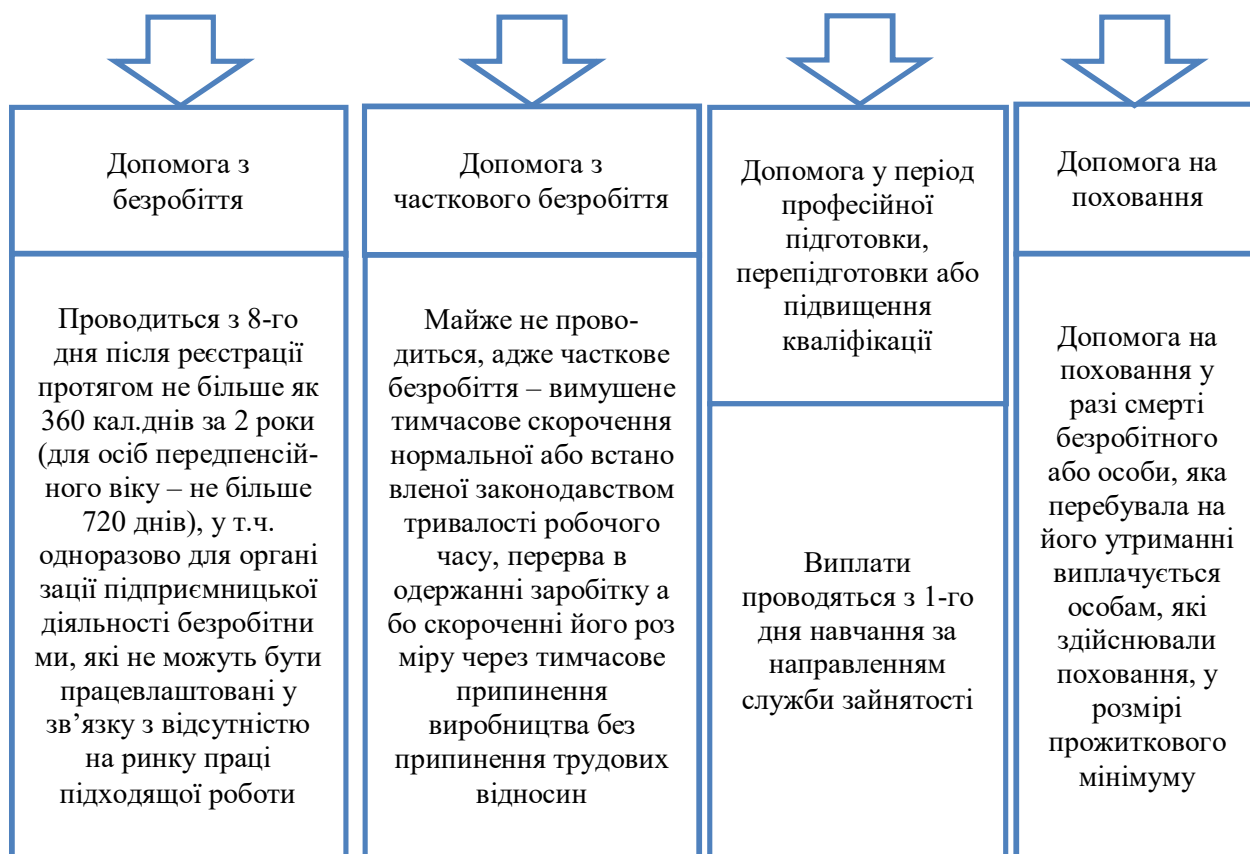 Допомога з
безробіття
Проводиться з 8-го
дня після реєстрації
протягом не більше як
360 кал.днів за 2 роки
(для осіб передпенсій-
ного віку – не більше
720 днів), у т.ч.
одноразово для органі
зації підприємницької
діяльності безробітни
ми, які не можуть бути
працевлаштовані у
зв’язку з відсутністю
на ринку праці
підходящої роботи
Допомога з
часткового безробіття
Майже не прово-
диться, адже часткове
безробіття – вимушене
тимчасове скорочення
нормальної або встано
вленої законодавством
тривалості робочого
часу, перерва в
одержанні заробітку а
бо скороченні його роз
міру через тимчасове
припинення
виробництва без
припинення трудових
відносин
Допомога у період
професійної
підготовки,
перепідготовки або
підвищення
кваліфікації
Виплати
проводяться з 1-го
дня навчання за
направленням
служби зайнятості
Допомога на
поховання
Допомога на
поховання у
разі смерті
безробітного
або особи, яка
перебувала на
його утриманні
виплачується
особам, які
здійснювали
поховання, у
розмірі
прожиткового
мінімуму